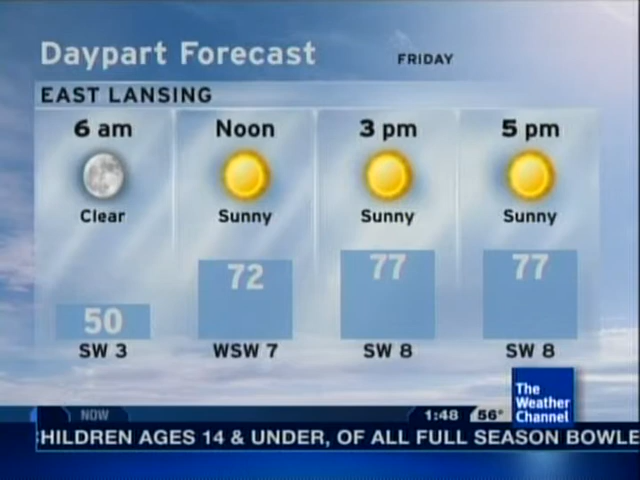 Daypart Forecast
FRIDAY
EAST LANSING
6 am Noon 3 pm 5 pm
Clear Sunny Sunny Sunny
50 72 77 77
SW 3 WSW 7 SW 8 SW 8
The
Weather
Channel
NOW 1:48 56°
CHILDREN AGES 14 & UNDER, OF ALL FULL SEASON BOWLE